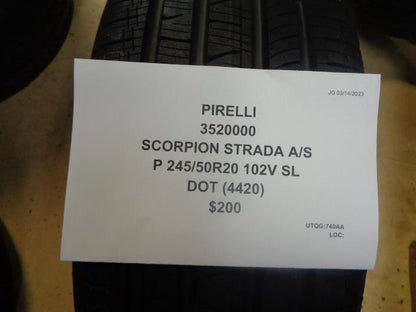 JG 03/14/2023
PIRELLI
3520000
SCORPION STRADA A/S
P 245/50R20 102V SL
DOT (4420)
$200
UTQG:740AA
LOC: